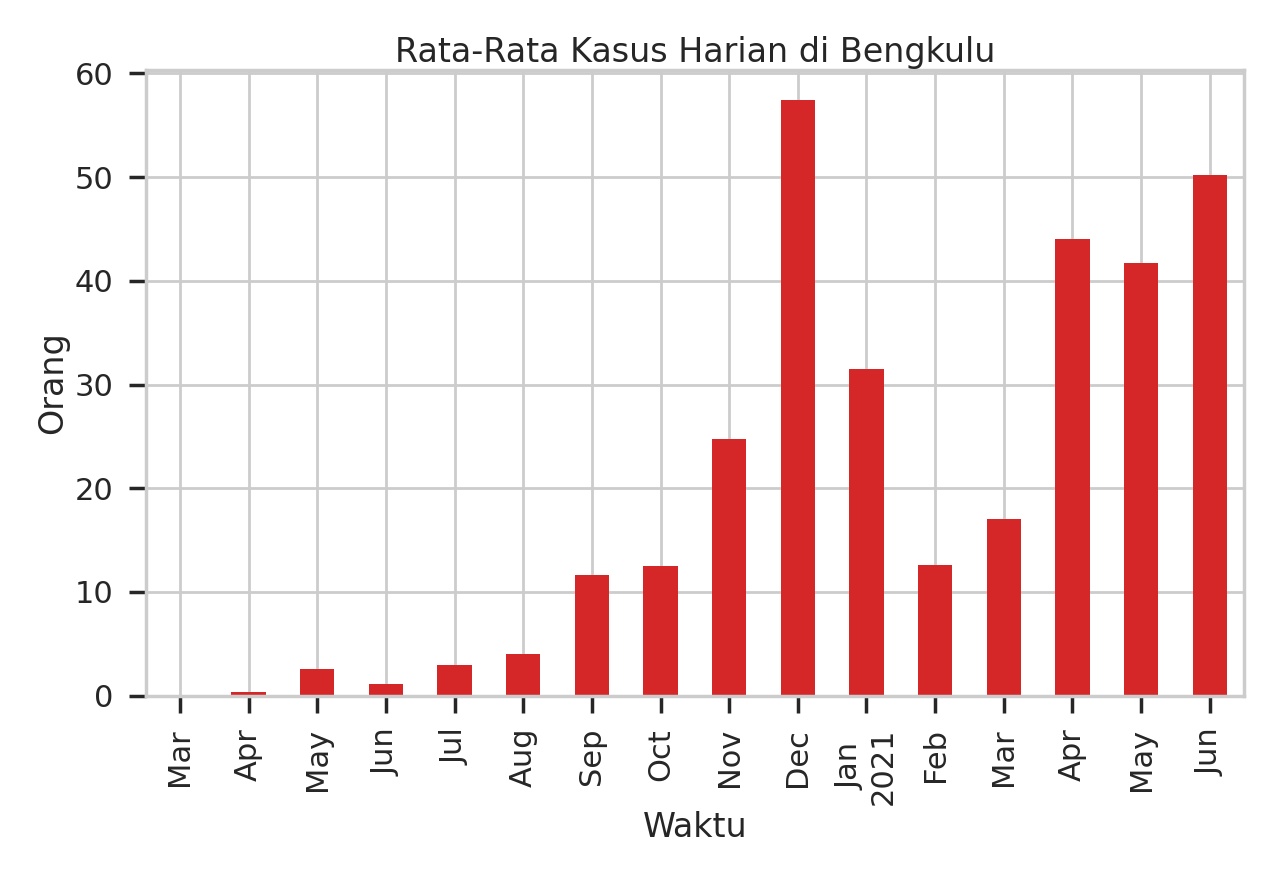 Rata-Rata Kasus Harian di Bengkulu
60
50
40
30
20
10
0
Orang
Mar
Apr
May
Jun
Jul
Aug
Sep
Oct
Nov
Dec
Jan
2021
Feb
Mar
Apr
May
Jun
Waktu